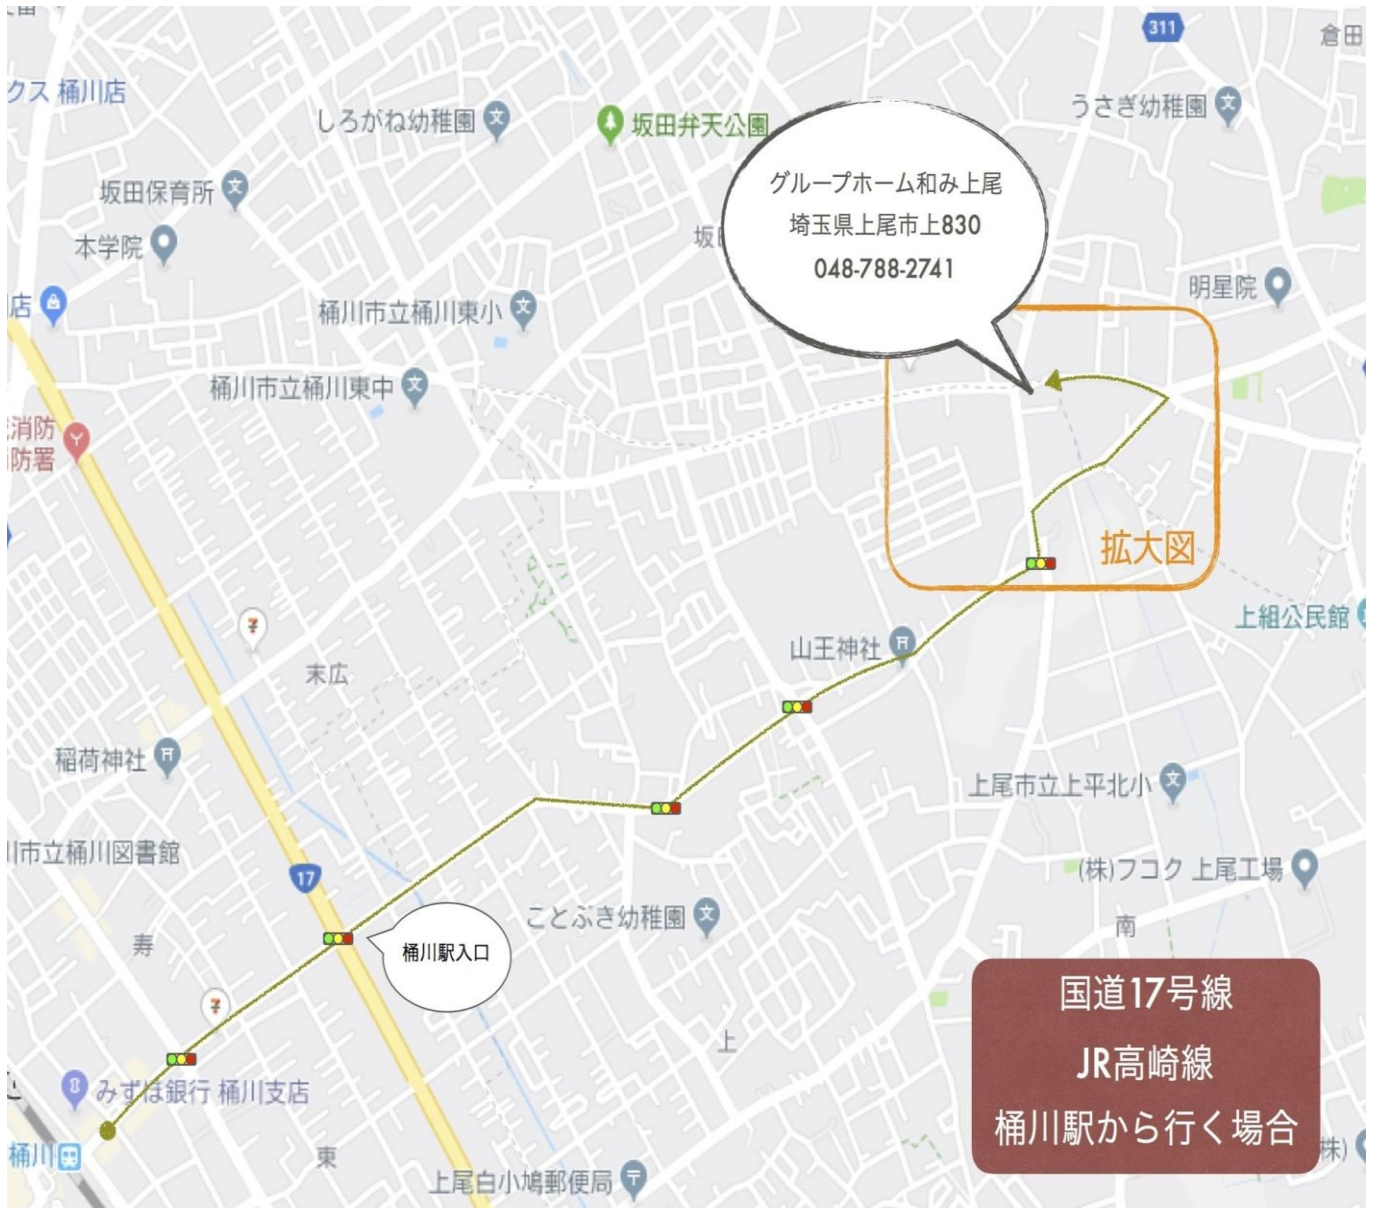 311
倉田
クス 桶川店
しろがね幼稚園
坂田弁天公園
うさぎ幼稚園
坂田保育所
グループホーム和み上尾
埼玉県上尾市上830
048-788-2741
本学院
坂
明星院
店
桶川市立桶川東小
桶川市立桶川東中
消防
防署
拡大図
上組公民館
山王神社
末広
稲荷神社
上尾市立上平北小
川市立桶川図書館
17
(株)フコク 上尾工場
ことぶき幼稚園
南
寿
桶川駅入口
国道17号線
JR高崎線
桶川駅から行く場合
上
みずほ銀行 桶川支店
桶川
東
上尾白小鳩郵便局
株)